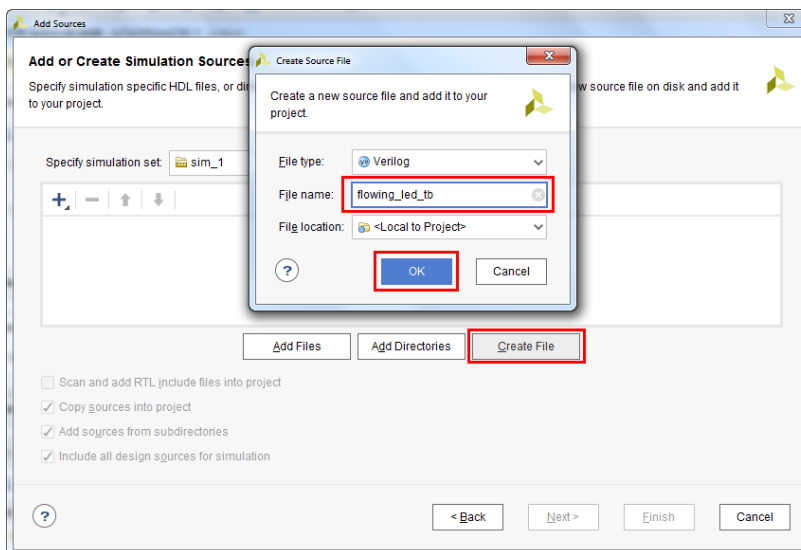 Add Sources
Add or Create Simulation Sources
Specify simulation specific HDL files, or dir
w source file on disk and add it
to your project.
Create Source File
Create a new source file and add it to your
project.
File type:
Verilog
File name:
flowing_led_tb
File location:
<Local to Project>
?
OK
Cancel
Specify simulation set:
sim_1
Add Files
Add Directories
Create File
Scan and add RTL include files into project
Copy sources into project
Add sources from subdirectories
Include all design sources for simulation
?
< Back
Next >
Finish
Cancel